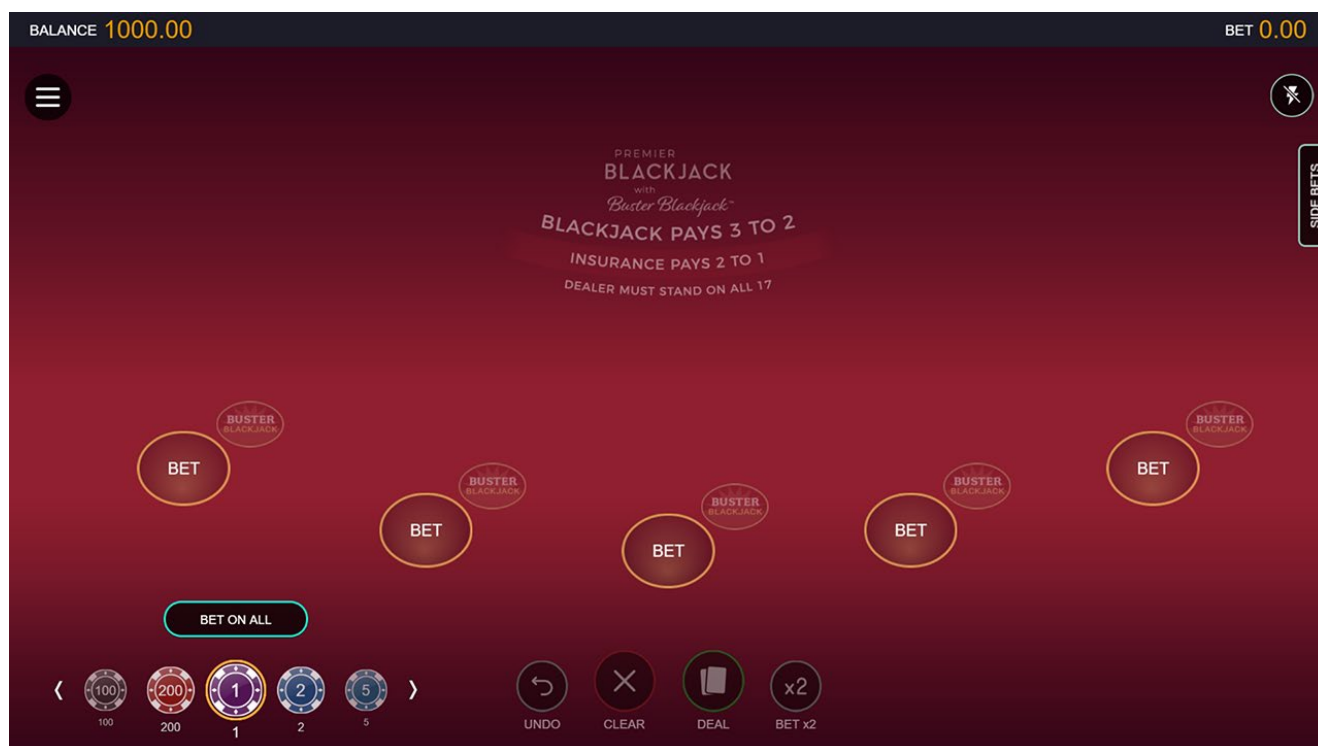 BALANCE 1000.00
BET 0.00
SIDE BETS
PREMIER
BLACKJACK
with
Buster Blackjack™
BLACKJACK PAYS 3 TO 2
INSURANCE PAYS 2 TO 1
DEALER MUST STAND ON ALL 17
BUSTER
BLACKJACK
BET
BUSTER
BLACKJACK
BET
BUSTER
BLACKJACK
BET
BUSTER
BLACKJACK
BET
BUSTER
BLACKJACK
BET
BET ON ALL
100
200
1
2
5
100
200
1
2
5
x2
UNDO
CLEAR
DEAL
BET x2